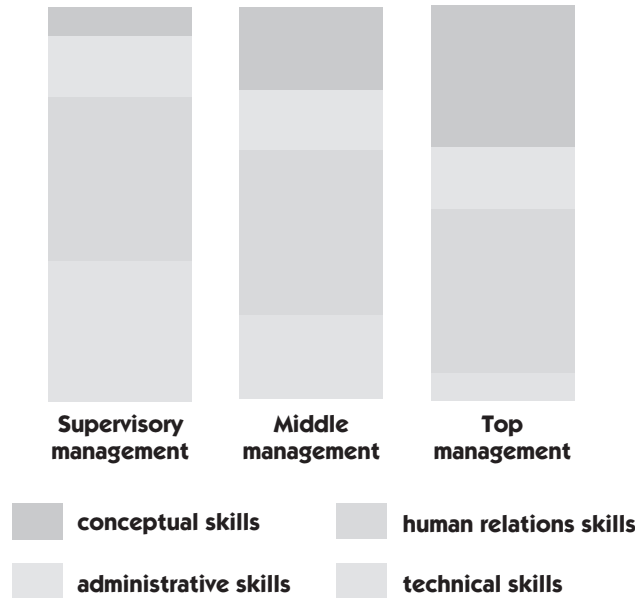 Supervisory
management
Middle
management
Top
management
conceptual skills
human relations skills
administrative skills
technical skills